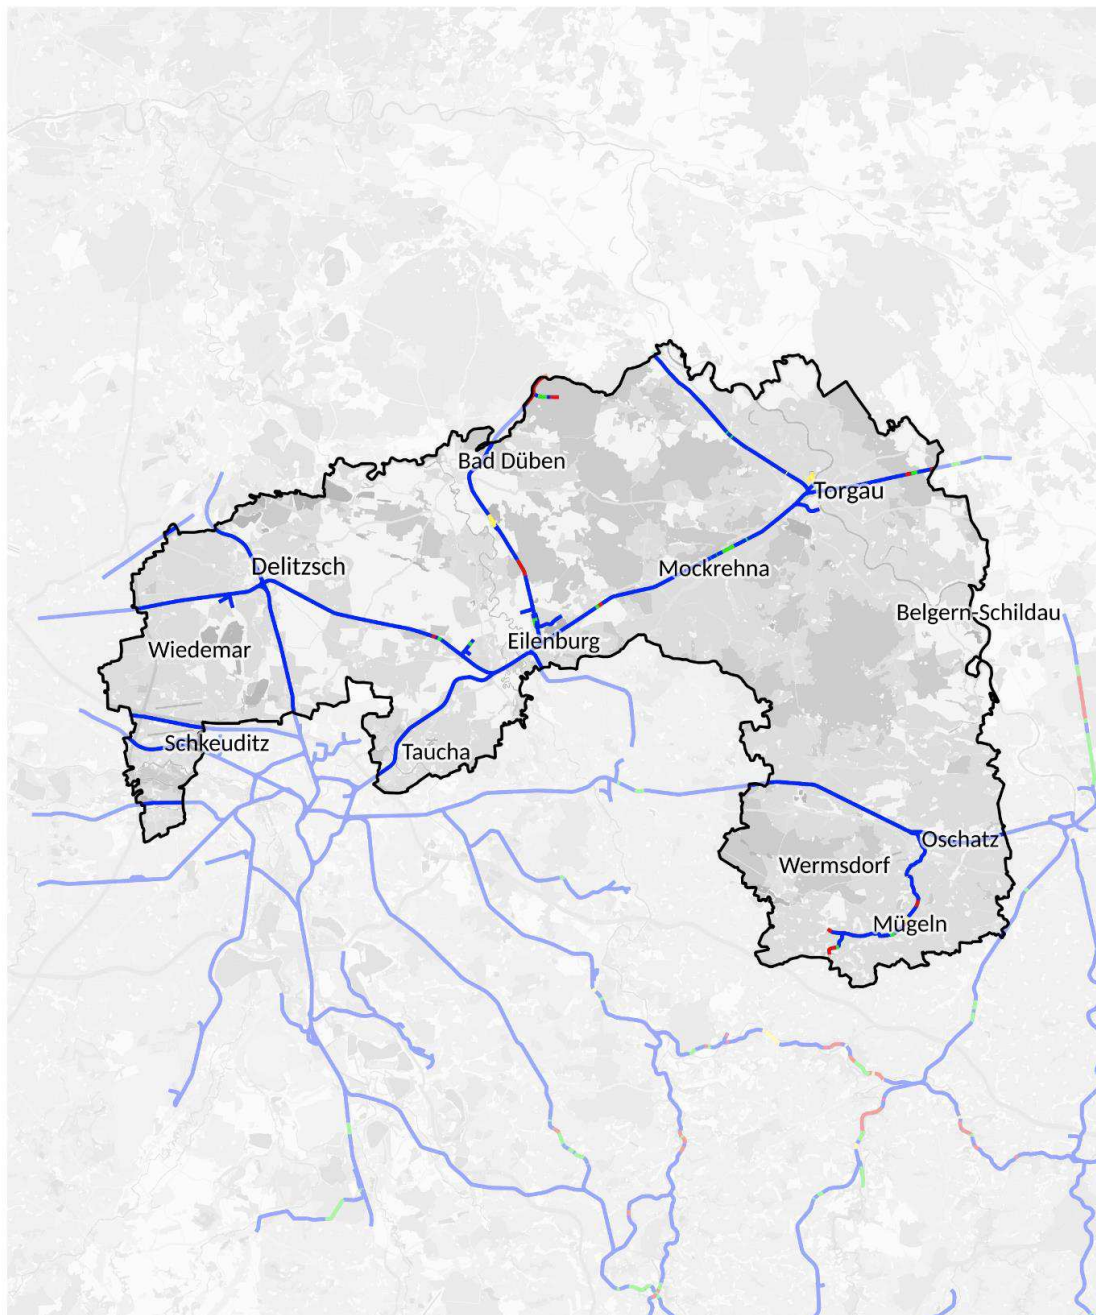 Bad Düben
Torgau
Delitzsch
Mockrehna
Belgern-Schildau
Eilenburg
Wiedemar
Schkeuditz
Taucha
Oschatz
Wermsdorf
Mügeln